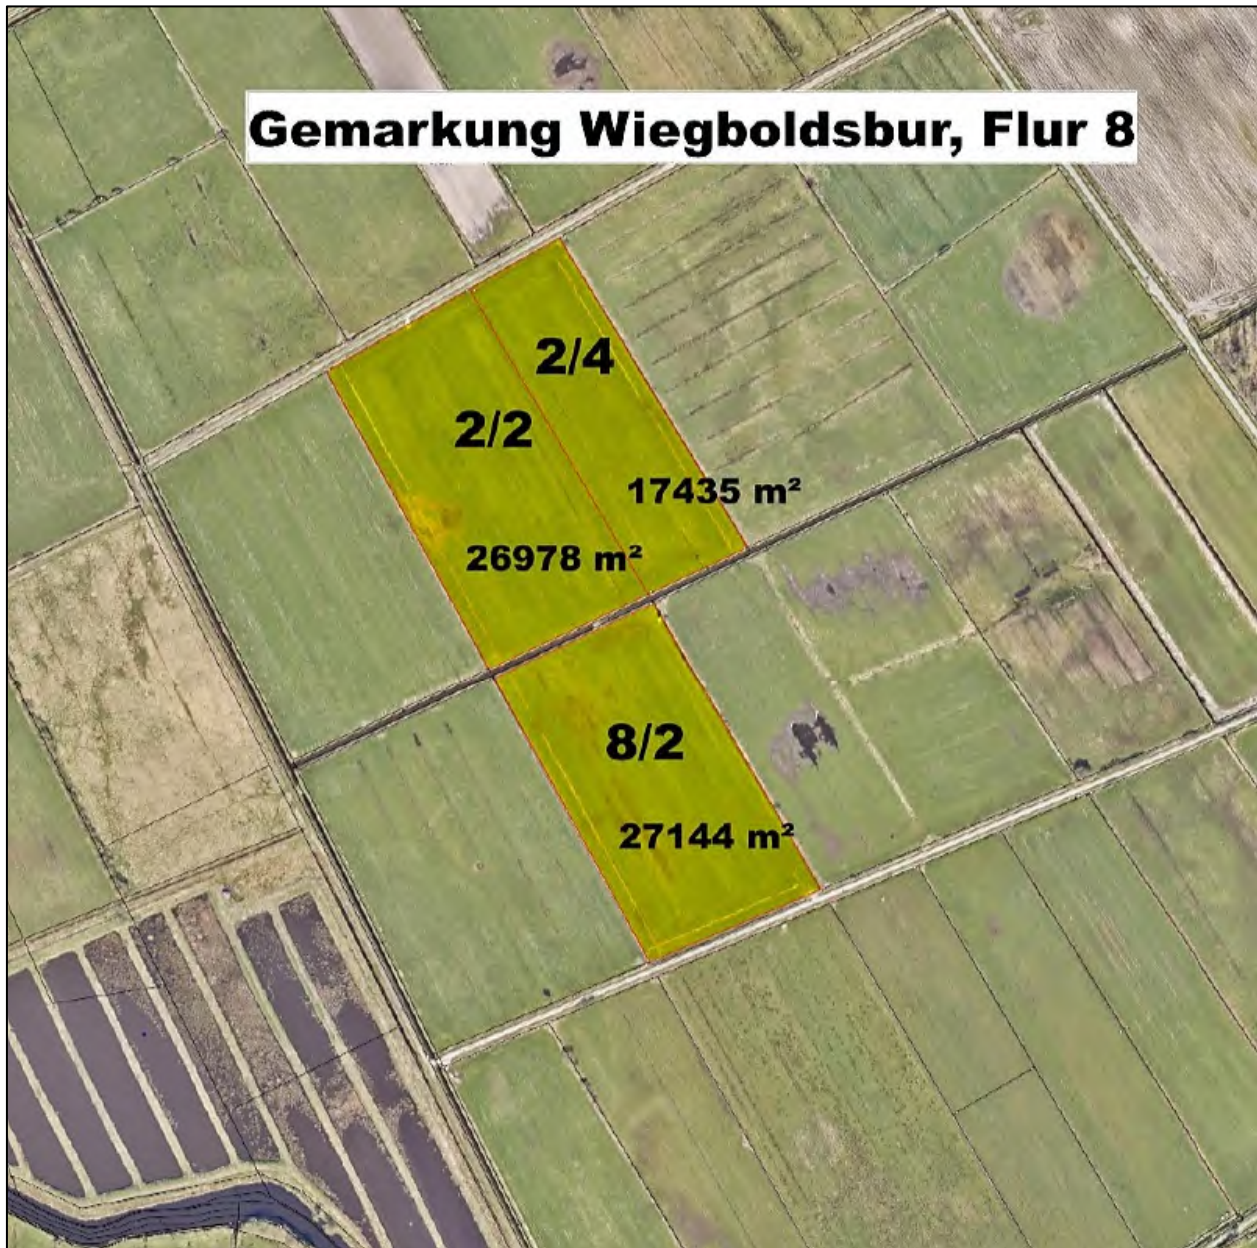 Gemarkung Wiegboldsbur, Flur 8
2/4
2/2
17435 m²
26978 m²
8/2
27144 m²